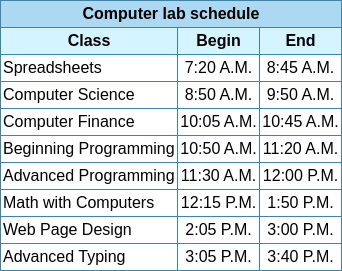 Computer lab schedule
Class Begin End
Spreadsheets 7:20 A.M. 8:45 A.M.
Computer Science 8:50 A.M. 9:50 A.M.
Computer Finance 10:05 A.M. 10:45 A.M.
Beginning Programming 10:50 A.M. 11:20 A.M.
Advanced Programming 11:30 A.M. 12:00 P.M.
Math with Computers 12:15 P.M. 1:50 P.M.
Web Page Design 2:05 P.M. 3:00 P.M.
Advanced Typing 3:05 P.M. 3:40 P.M.